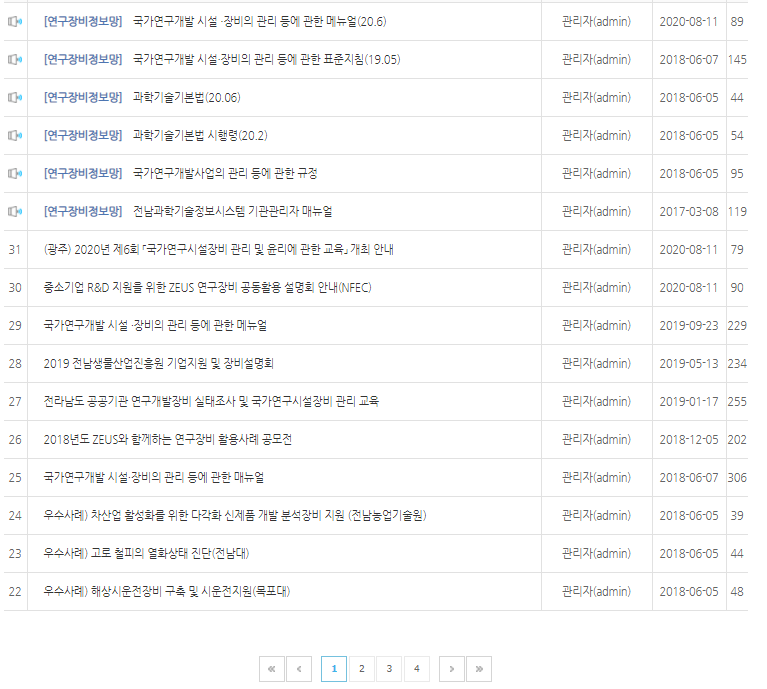 [연구장비정보망] 국가연구개발 시설 ·장비의 관리 등에 관한 메뉴얼(20.6) 관리자(admin) 2020-08-11 89
[연구장비정보망] 국가연구개발 시설·장비의 관리 등에 관한 표준지침(19.05) 관리자(admin) 2018-06-07 145
[연구장비정보망] 과학기술기본법(20.06) 관리자(admin) 2018-06-05 44
[연구장비정보망] 과학기술기본법 시행령(20.2) 관리자(admin) 2018-06-05 54
[연구장비정보망] 국가연구개발사업의 관리 등에 관한 규정 관리자(admin) 2018-06-05 95
[연구장비정보망] 전남과학기술정보시스템 기관관리자 매뉴얼 관리자(admin) 2017-03-08 119
31 (광주) 2020년 제6회 「국가연구시설장비 관리 및 윤리에 관한 교육」 개최 안내 관리자(admin) 2020-08-11 79
30 중소기업 R&D 지원을 위한 ZEUS 연구장비 공동활용 설명회 안내(NFEC) 관리자(admin) 2020-08-11 90
29 국가연구개발 시설 ·장비의 관리 등에 관한 메뉴얼 관리자(admin) 2019-09-23 229
28 2019 전남생물산업진흥원 기업지원 및 장비설명회 관리자(admin) 2019-05-13 234
27 전라남도 공공기관 연구개발장비 실태조사 및 국가연구시설장비 관리 교육 관리자(admin) 2019-01-17 255
26 2018년도 ZEUS와 함께하는 연구장비 활용사례 공모전 관리자(admin) 2018-12-05 202
25 국가연구개발 시설·장비의 관리 등에 관한 매뉴얼 관리자(admin) 2018-06-07 306
24 우수사례) 차산업 활성화를 위한 다각화 신제품 개발 분석장비 지원 (전남농업기술원) 관리자(admin) 2018-06-05 39
23 우수사례) 고로 철피의 열화상태 진단(전남대) 관리자(admin) 2018-06-05 44
22 우수사례) 해상시운전장비 구축 및 시운전지원(목포대) 관리자(admin) 2018-06-05 48
« ‹ 1 2 3 4 › »